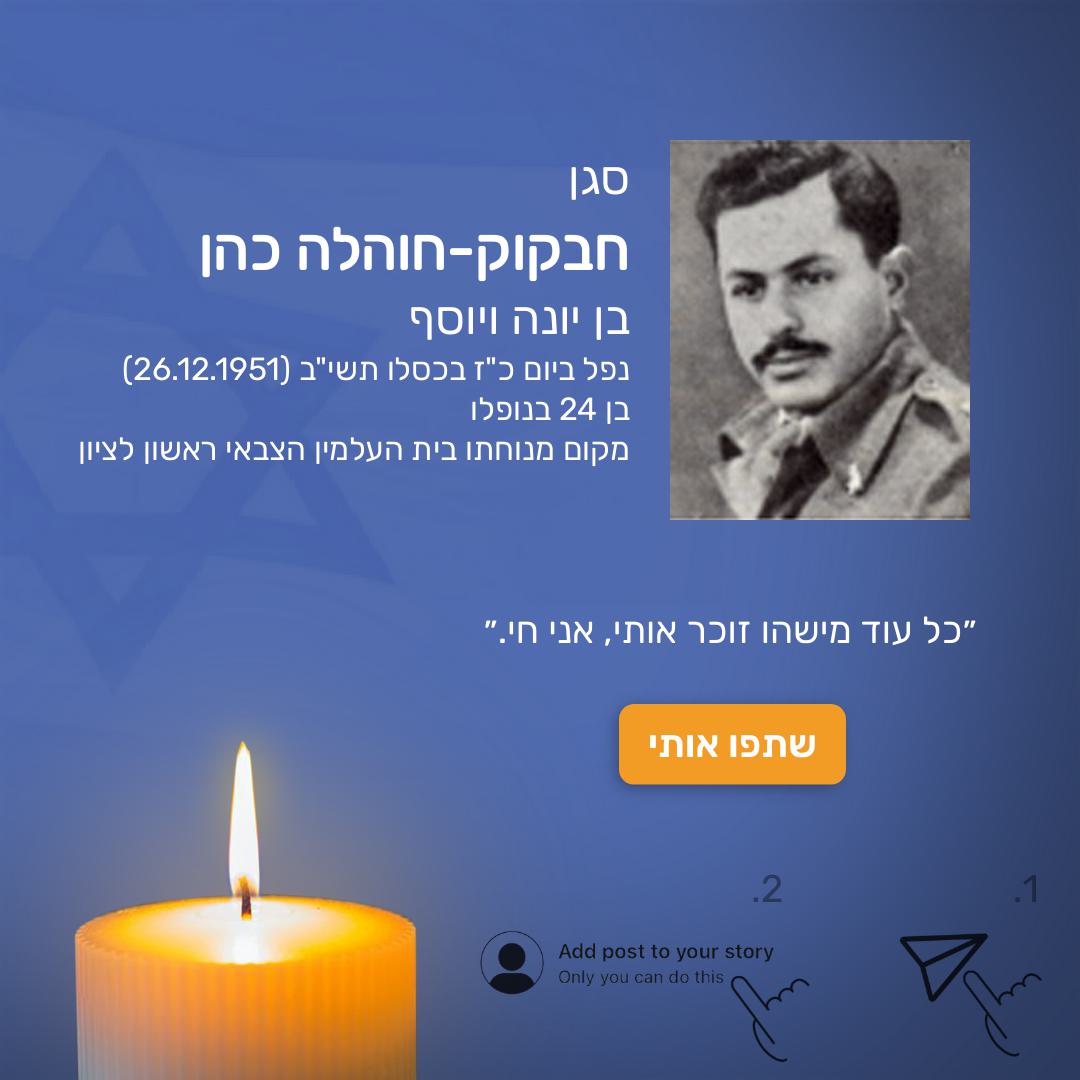 סגן
חבקוק-חוהלה כהן
בן יונה ויוסף
נפל ביום כ"ז בכסלו תשי"ב (26.12.1951)
בן 24 בנופלו
מקום מנוחתו בית העלמין הצבאי ראשון לציון
"כל עוד מישהו זוכר אותי, אני חי."
שתפו אותי
1.
2.
Add post to your story
Only you can do this